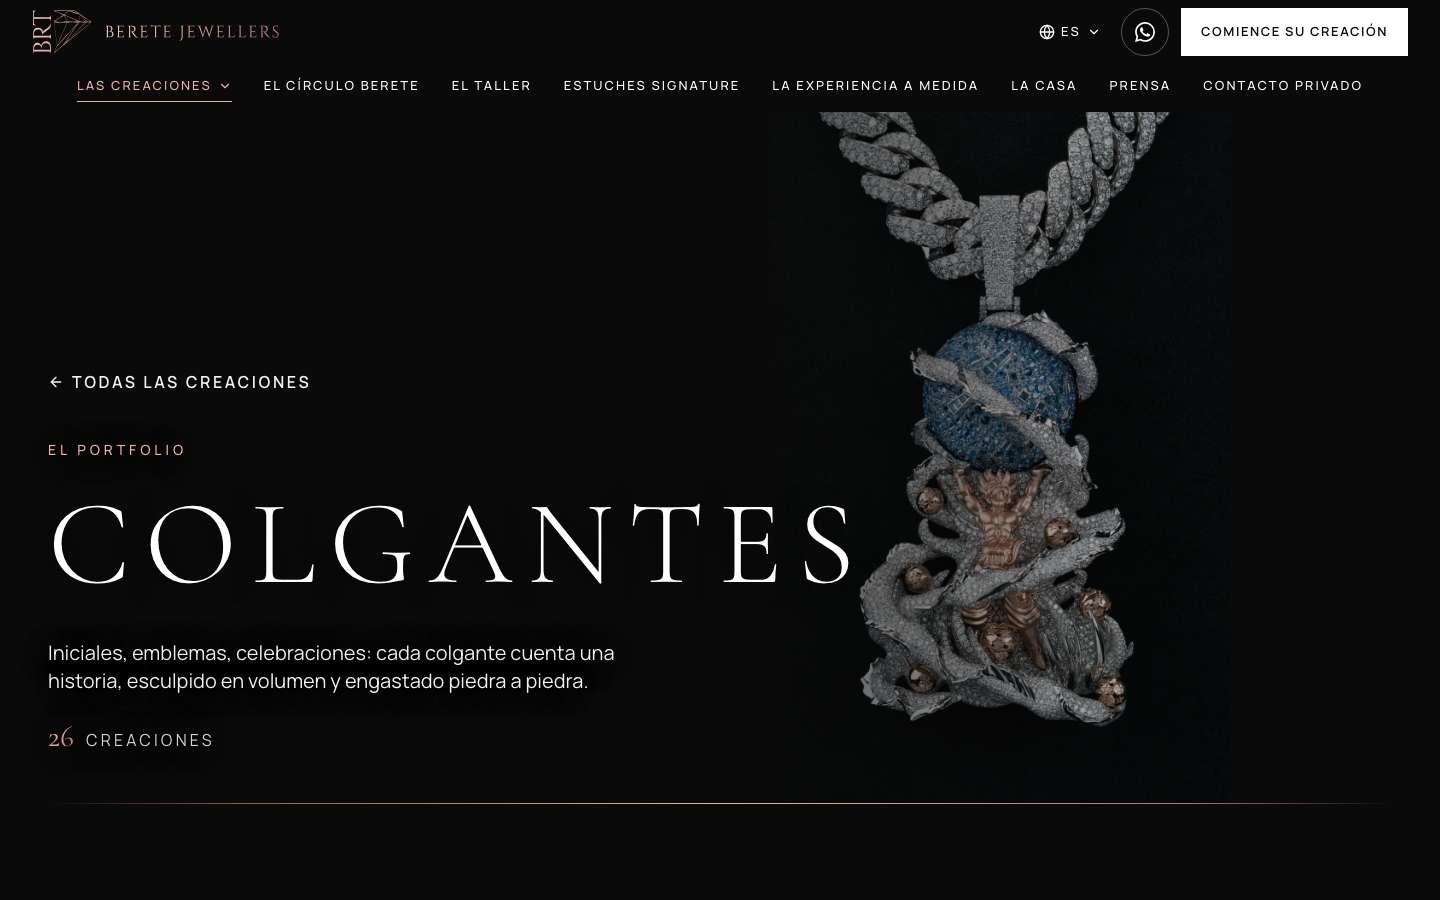 BRT BERETE JEWELLERS
ES
COMIENCE SU CREACIÓN
LAS CREACIONES
EL CÍRCULO BERETE
EL TALLER
ESTUCHES SIGNATURE
LA EXPERIENCIA A MEDIDA
LA CASA
PRENSA
CONTACTO PRIVADO
← TODAS LAS CREACIONES
EL PORTFOLIO
COLGANTES
Iniciales, emblemas, celebraciones: cada colgante cuenta una
historia, esculpido en volumen y engastado piedra a piedra.
26 CREACIONES